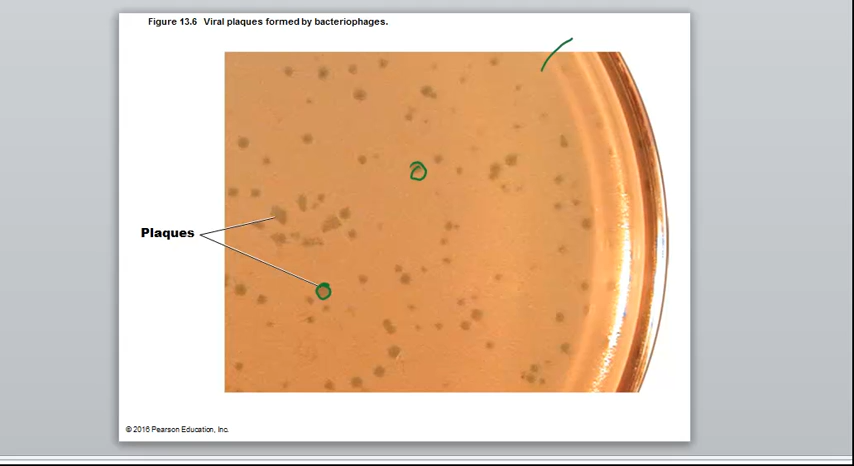 Figure 13.6 Viral plaques formed by bacteriophages.
Plaques
© 2016 Pearson Education, Inc.